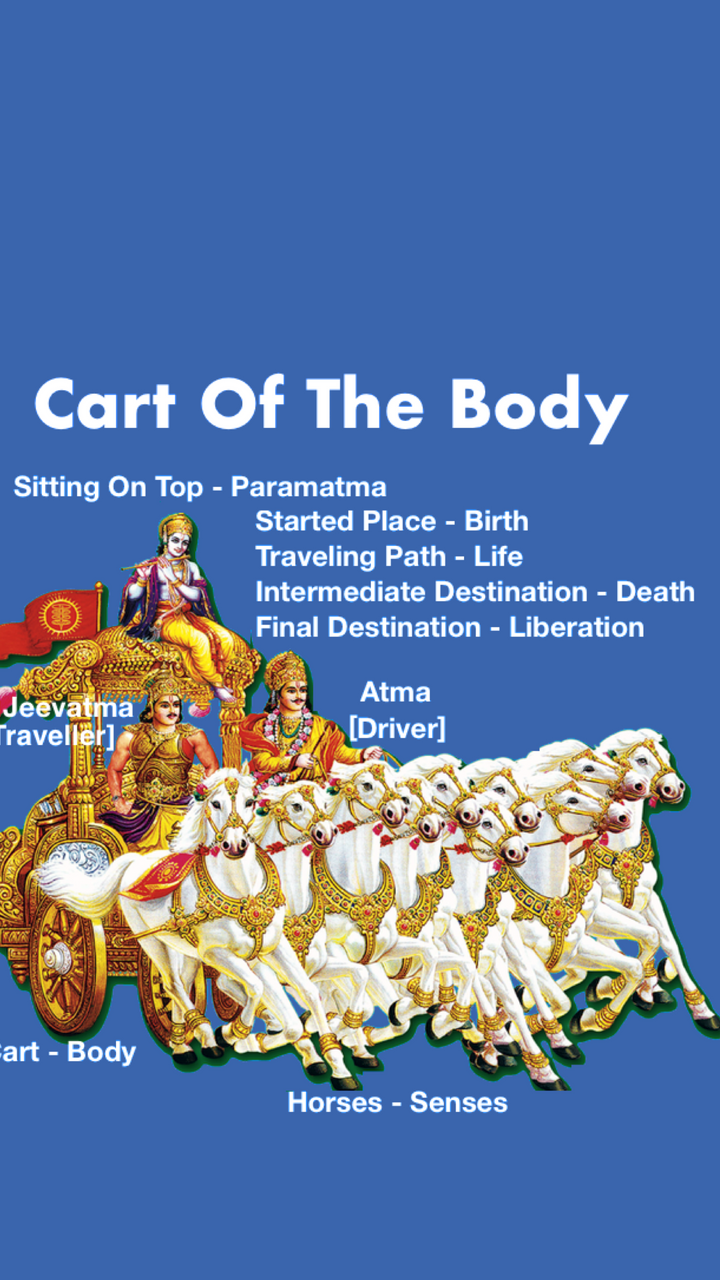 Cart Of The Body
Sitting On Top - Paramatma
Started Place - Birth
Traveling Path - Life
Intermediate Destination - Death
Final Destination - Liberation
Jeevatma
Traveller]
Atma
[Driver]
Cart - Body
Horses - Senses